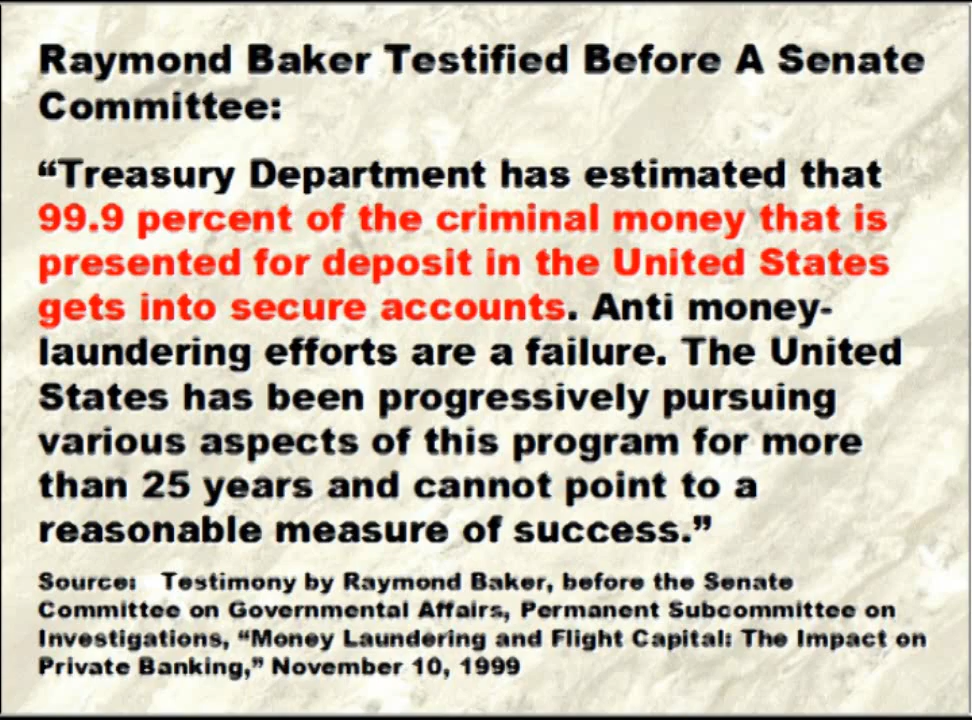 Raymond Baker Testified Before A Senate
Committee:
“Treasury Department has estimated that
99.9 percent of the criminal money that is
presented for deposit in the United States
gets into secure accounts. Anti money-
laundering efforts are a failure. The United
States has been progressively pursuing
various aspects of this program for more
than 25 years and cannot point to a
reasonable measure of success.”
Source: Testimony by Raymond Baker, before the Senate
Committee on Governmental Affairs, Permanent Subcommittee on
Investigations, “Money Laundering and Flight Capital: The Impact on
Private Banking,” November 10, 1999